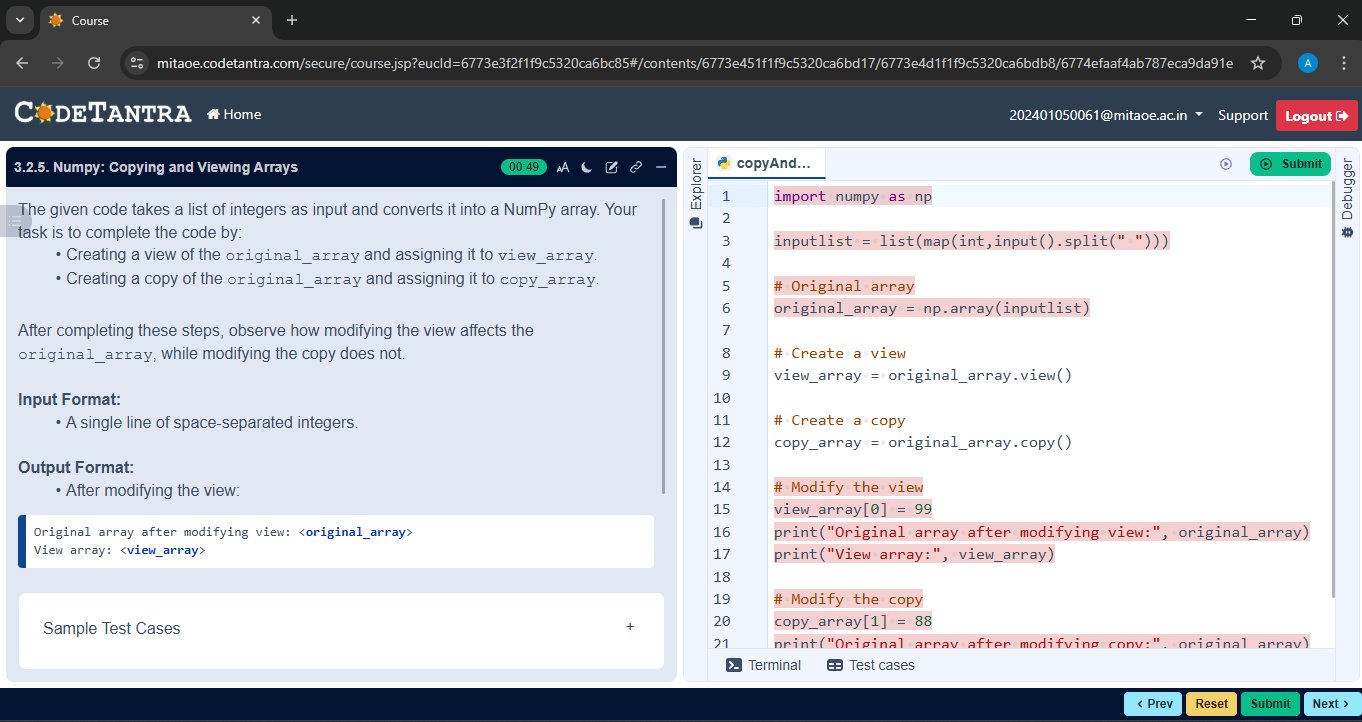 Course
mitaoe.codetantra.com/secure/course.jsp?eucId=6773e3f2f1f9c5320ca6bc85#/contents/6773e451f1f9c5320ca6bd17/6773e4d1f1f9c5320ca6bdb8/6774efaaf4ab787eca9da91e
A
CODETANTRA
Home
202401050061@mitaoe.ac.in
Support
Logout
3.2.5. Numpy: Copying and Viewing Arrays
00:49
AA
The given code takes a list of integers as input and converts it into a NumPy array. Your
task is to complete the code by:
• Creating a view of the original_array and assigning it to view_array.
• Creating a copy of the original_array and assigning it to copy_array.
After completing these steps, observe how modifying the view affects the
original_array, while modifying the copy does not.
Input Format:
• A single line of space-separated integers.
Output Format:
• After modifying the view:
Original array after modifying view: <original_array>
View array: <view_array>
Sample Test Cases
+
Explorer
copyAnd...
Submit
Debugger
1 import numpy as np
2
3 inputlist = list(map(int,input().split(" ")))
4
5 # Original array
6 original_array = np.array(inputlist)
7
8 # Create a view
9 view_array = original_array.view()
10
11 # Create a copy
12 copy_array = original_array.copy()
13
14 # Modify the view
15 view_array[0] = 99
16 print("Original array after modifying view:", original_array)
17 print("View array:", view_array)
18
19 # Modify the copy
20 copy_array[1] = 88
21 print("Original array after modifying copy:", original_array)
Terminal
Test cases
< Prev
Reset
Submit
Next >